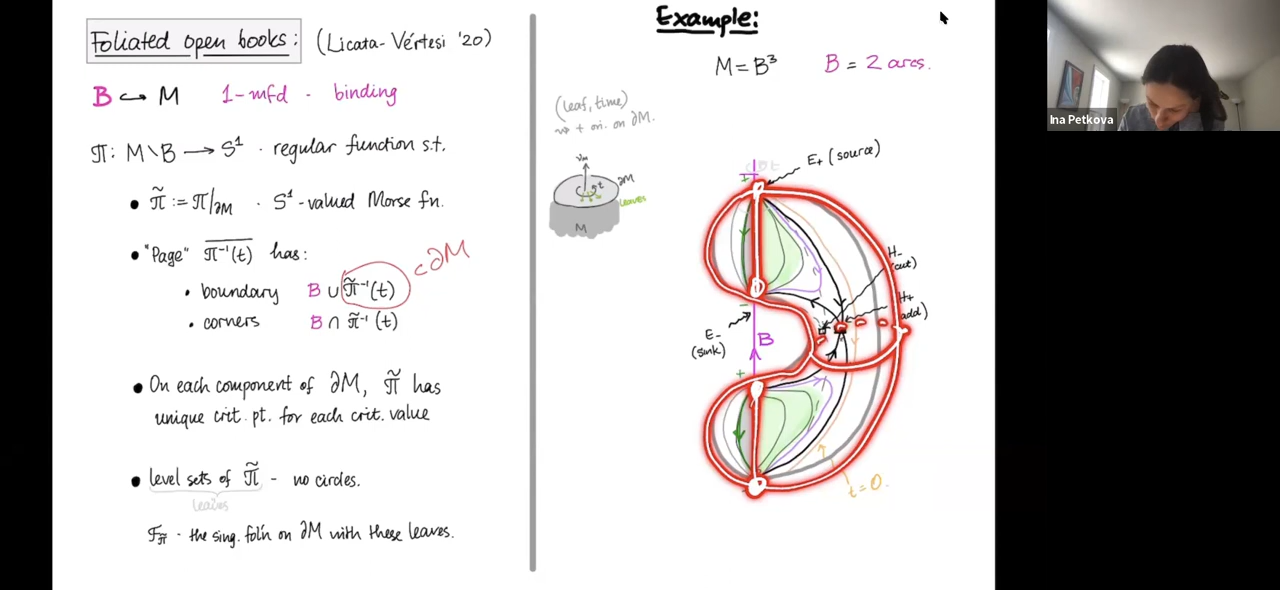 Foliated open books: (Licata-Vértesi '20)
B ↪ M 1-mfd - binding
π: M\B → S¹ · regular function s.t.
• π̃ := π|∂M · S¹-valued Morse fn.
• "Page" \overline{π⁻¹(t)} has: ⊂ ∂M
• boundary B ∪ π̃⁻¹(t)
• corners B ∩ π̃⁻¹(t)
• On each component of ∂M, π̃ has
unique crit. pt. for each crit. value
• level sets of π̃ - no circles.
leaves
F_π̃ - the sing. fol'n on ∂M with these leaves.
Example:
M = B³ B = 2 arcs.
(leaf, time)
⇝ + ori. on ∂M.
t
∂M
leaves
M
E+ (source)
+
H-
(cut)
H+
(add)
-
E-
(sink)
B
+
t=0
Ina Petkova